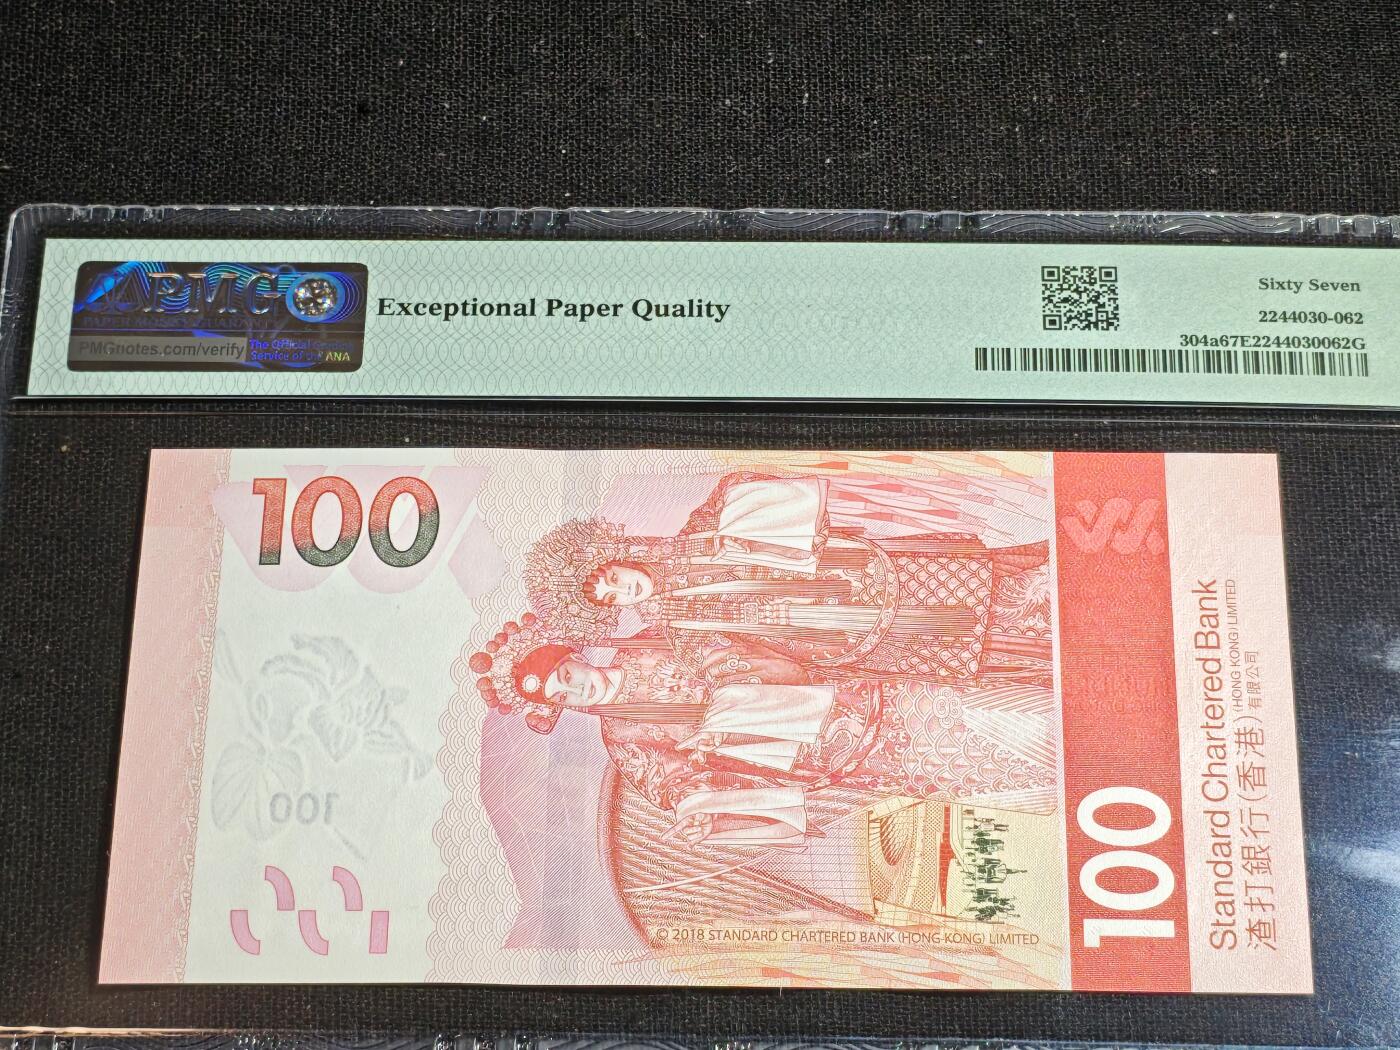 PMG
PAPER MONEY GUARANTY
PMGnotes.com/verify
The Official Grading
Service of the ANA
Exceptional Paper Quality
Sixty Seven
2244030-062
304a67E2244030062G
100
100
© 2018 STANDARD CHARTERED BANK (HONG KONG) LIMITED
100
Standard Chartered Bank
(HONG KONG) LIMITED
渣打銀行(香港)
有限公司